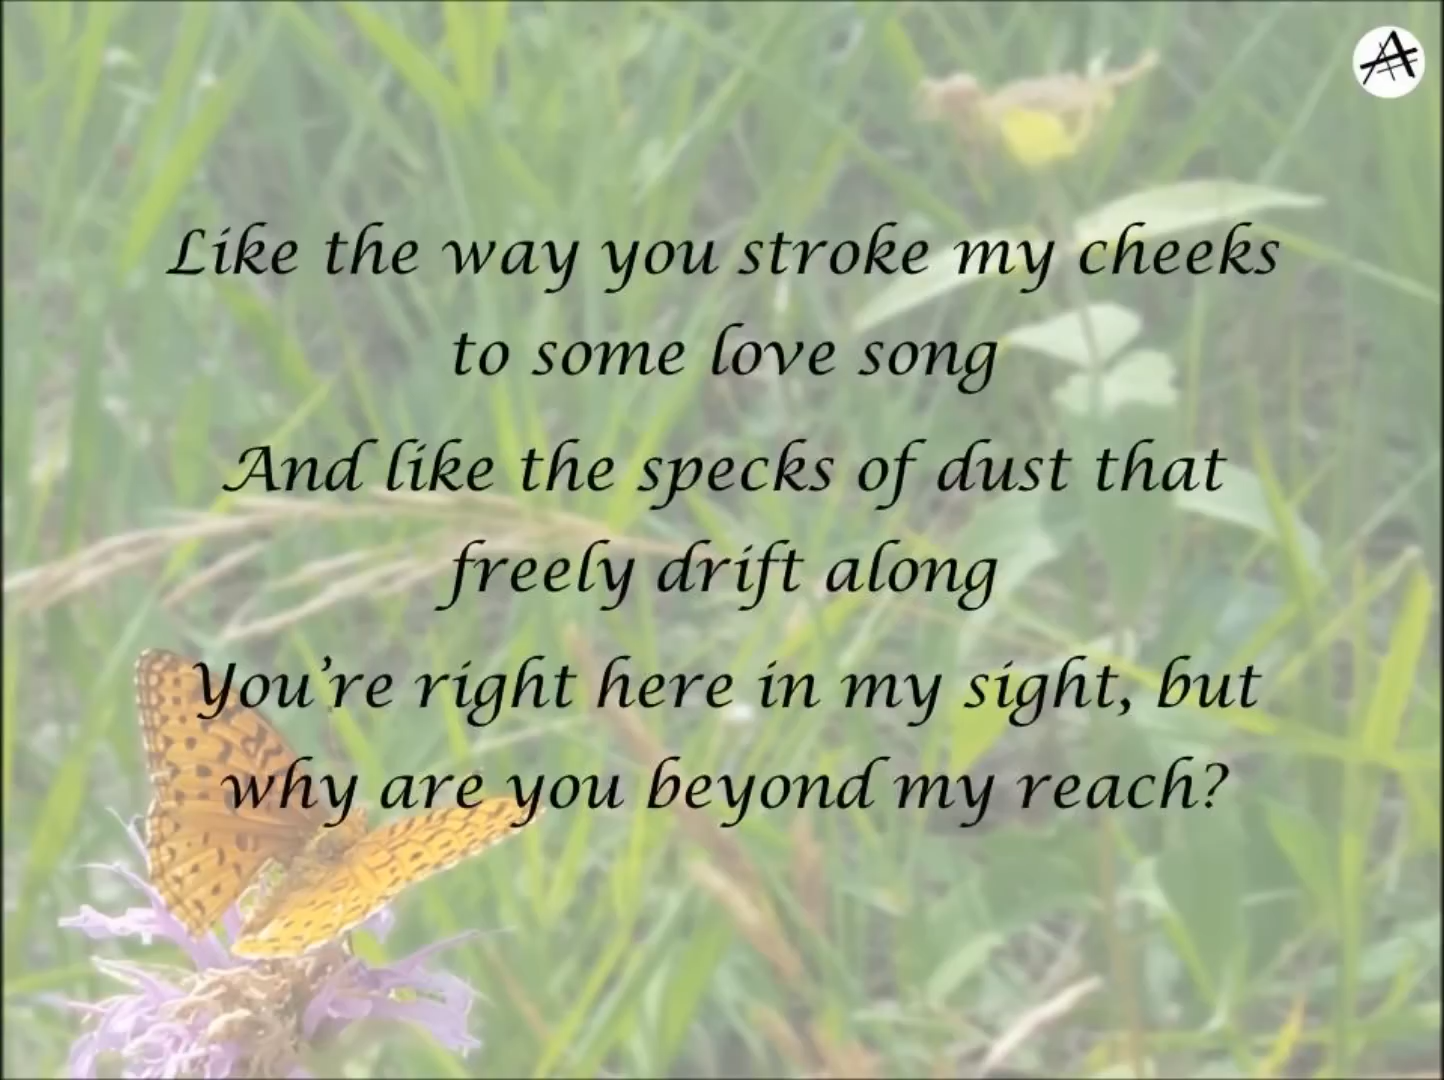 Like the way you stroke my cheeks
to some love song
And like the specks of dust that
freely drift along
You're right here in my sight, but
why are you beyond my reach?